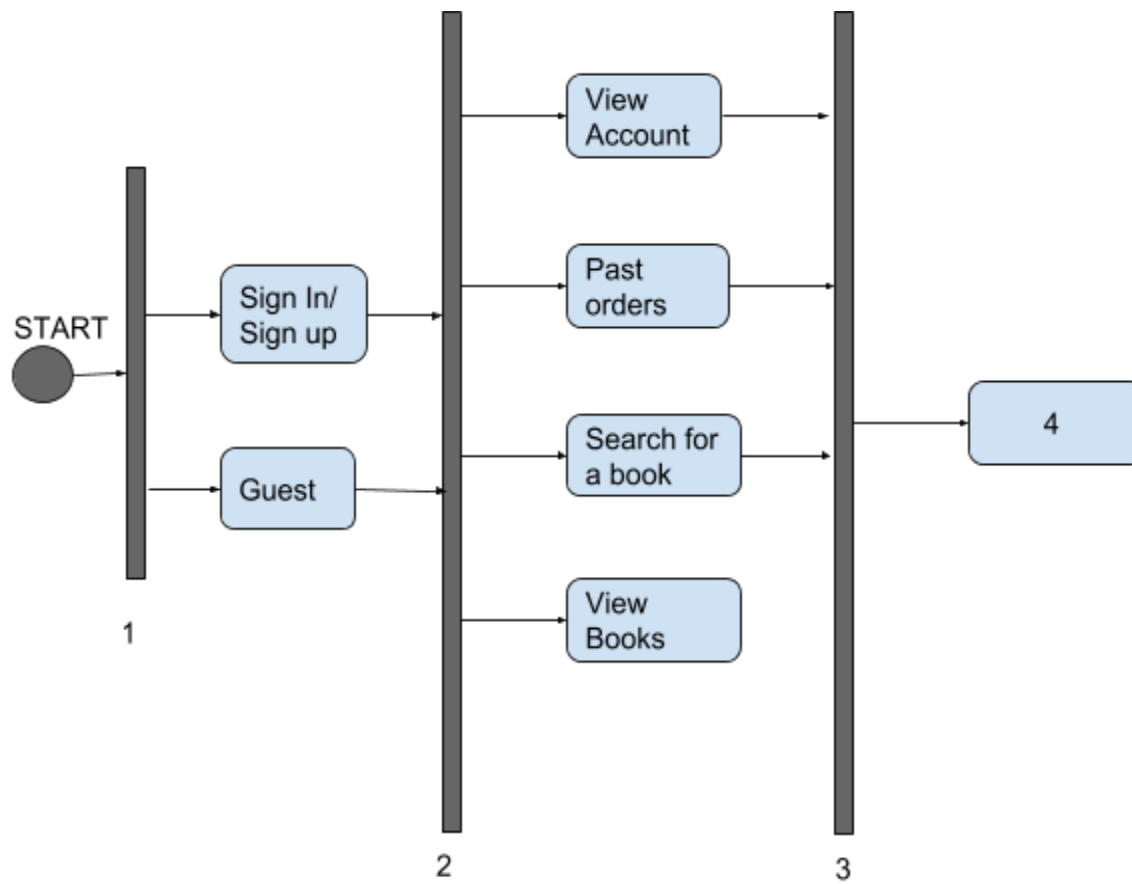 START
1
Sign In/
Sign up
Guest
2
View
Account
Past
orders
Search for
a book
View
Books
3
4